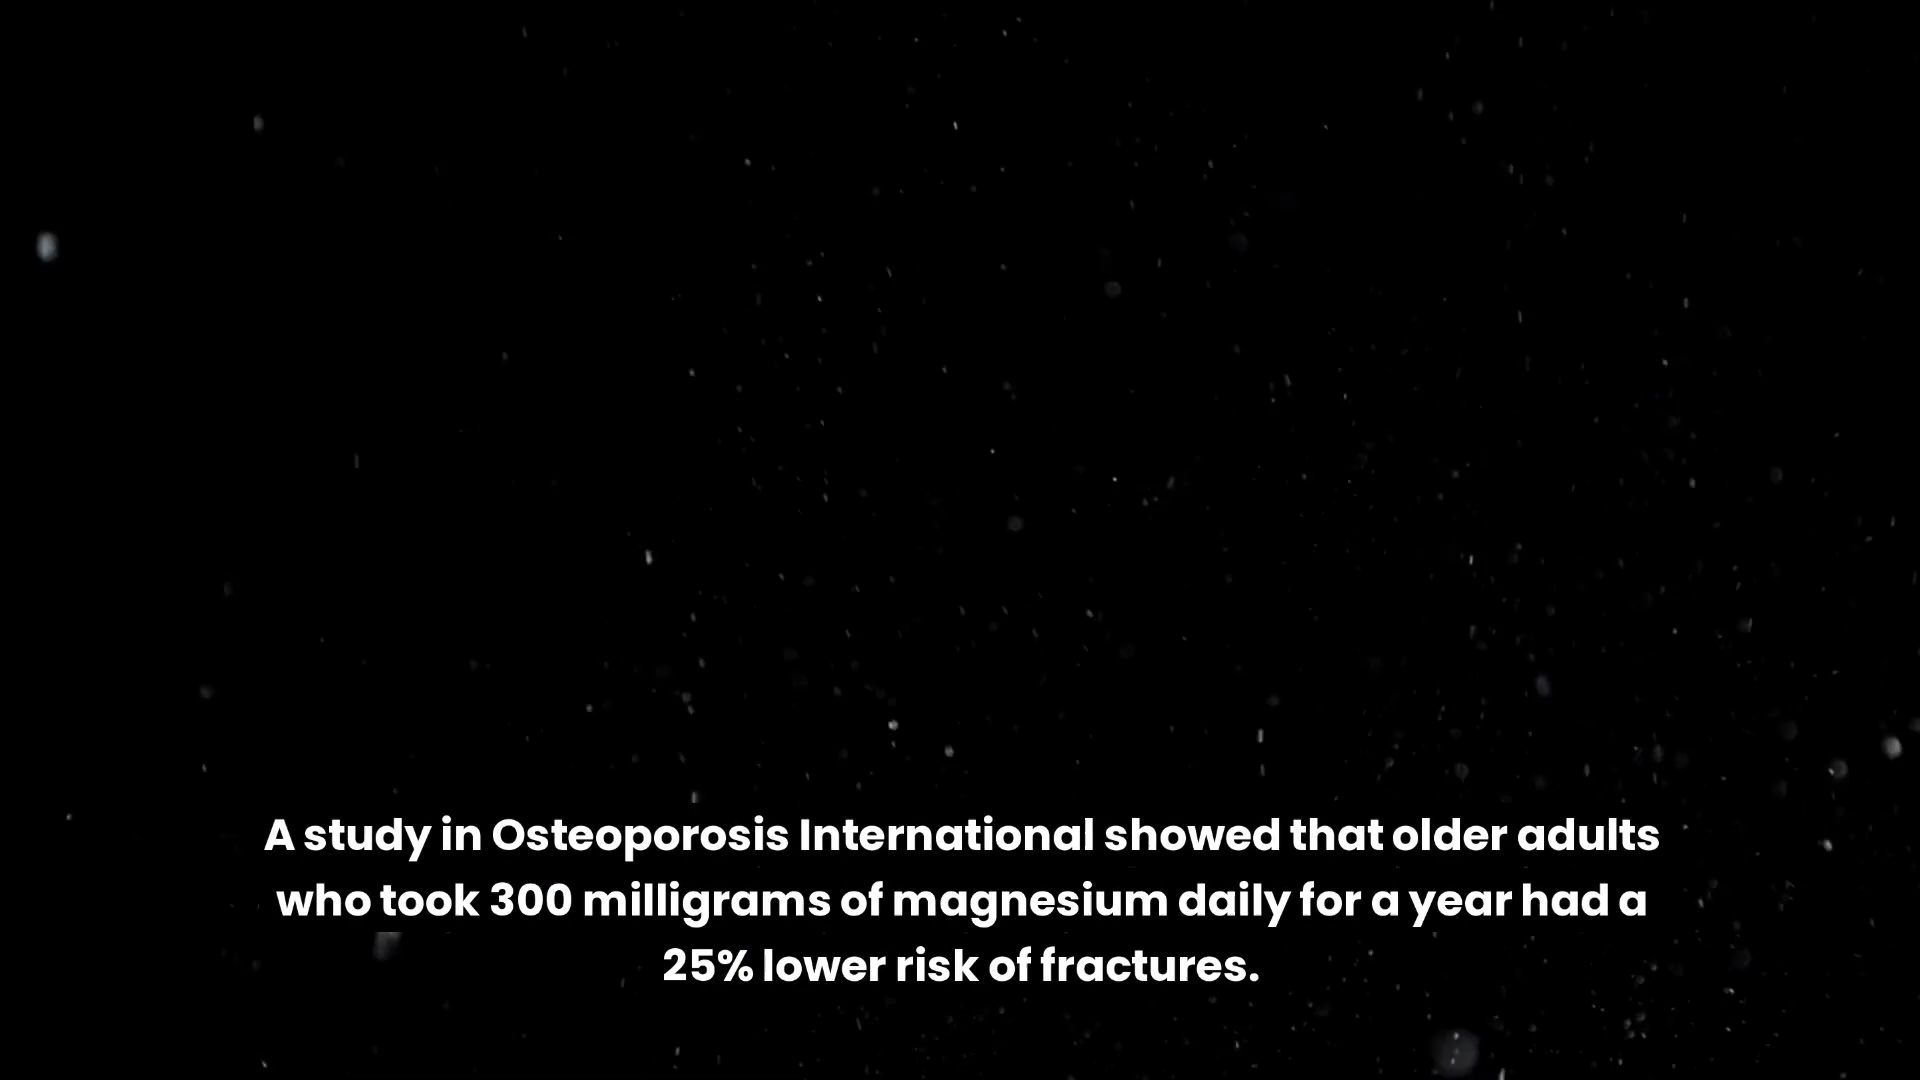 A study in Osteoporosis International showed that older adults
who took 300 milligrams of magnesium daily for a year had a
25% lower risk of fractures.